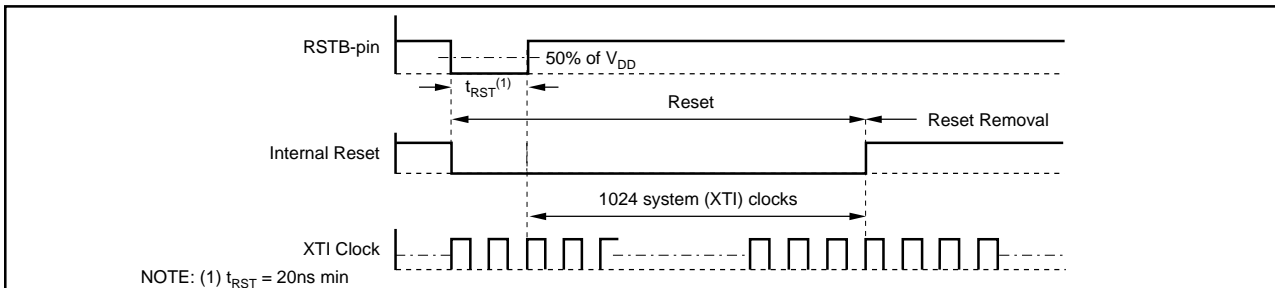 RSTB-pin
50% of VDD
tRST(1)
Reset
Reset Removal
Internal Reset
1024 system (XTI) clocks
XTI Clock
NOTE: (1) tRST = 20ns min